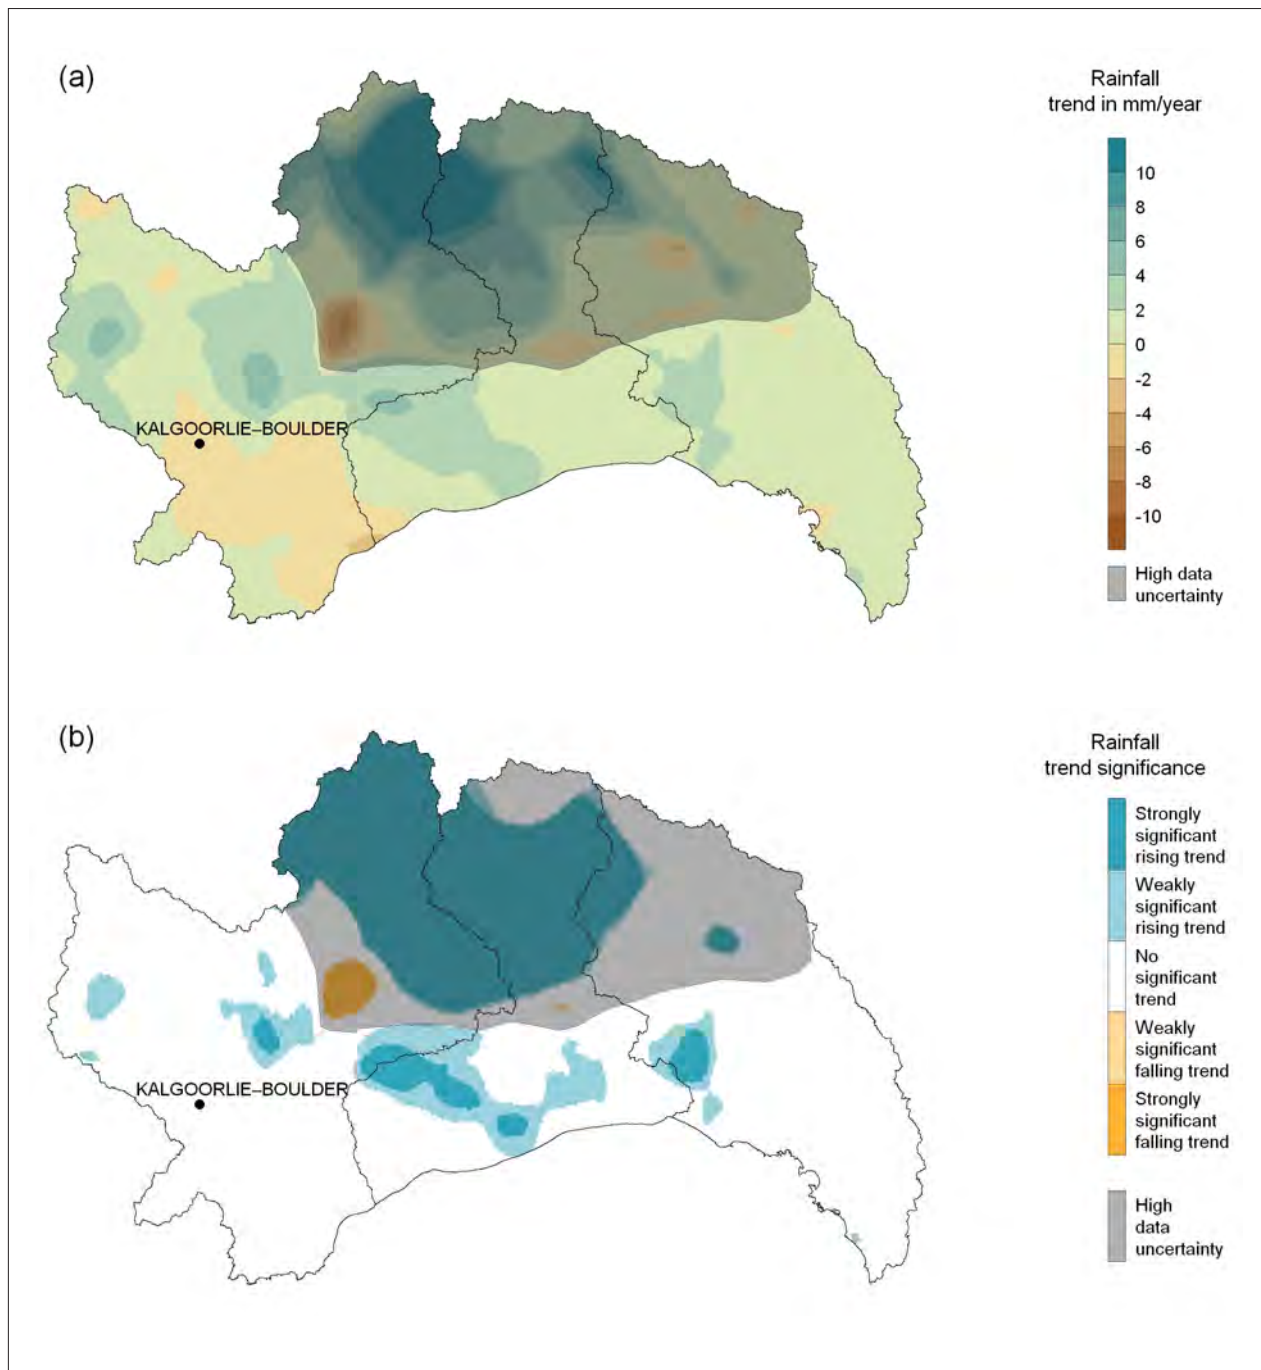 (a)
Rainfall
trend in mm/year
10
8
6
4
2
0
-2
-4
-6
-8
-10
High data
uncertainty
KALGOORLIE–BOULDER
(b)
Rainfall
trend significance
Strongly
significant
rising trend
Weakly
significant
rising trend
No
significant
trend
Weakly
significant
falling trend
Strongly
significant
falling trend
High
data
uncertainty
KALGOORLIE–BOULDER